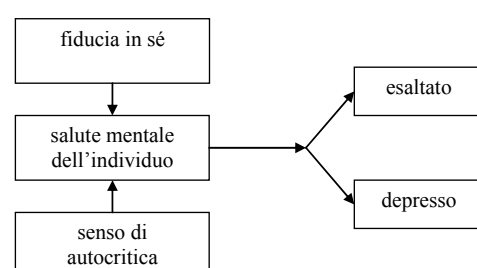 fiducia in sé
esaltato
salute mentale
dell’individuo
depresso
senso di
autocritica